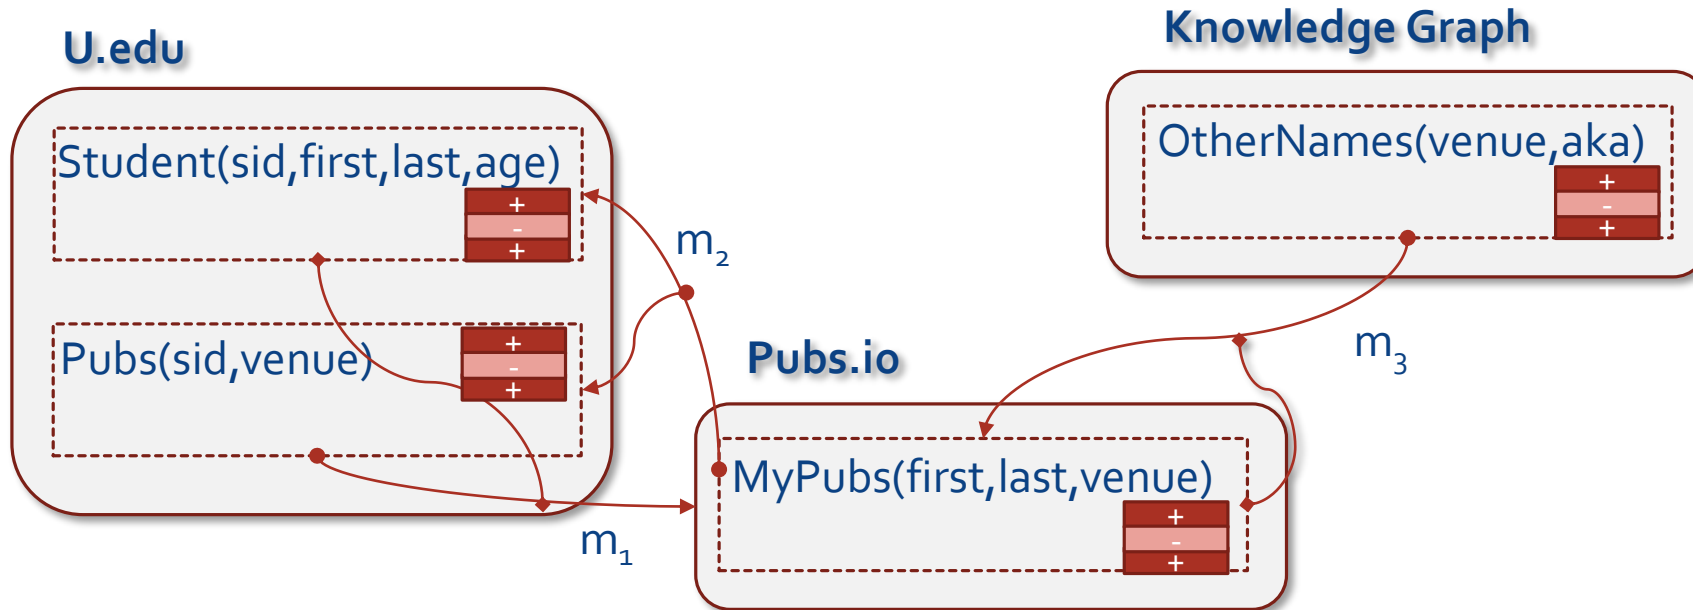 U.edu
Student(sid,first,last,age)
+
-
+
Pubs(sid,venue)
+
-
+
m₂
m₁
Knowledge Graph
OtherNames(venue,aka)
+
-
+
m₃
Pubs.io
MyPubs(first,last,venue)
+
-
+